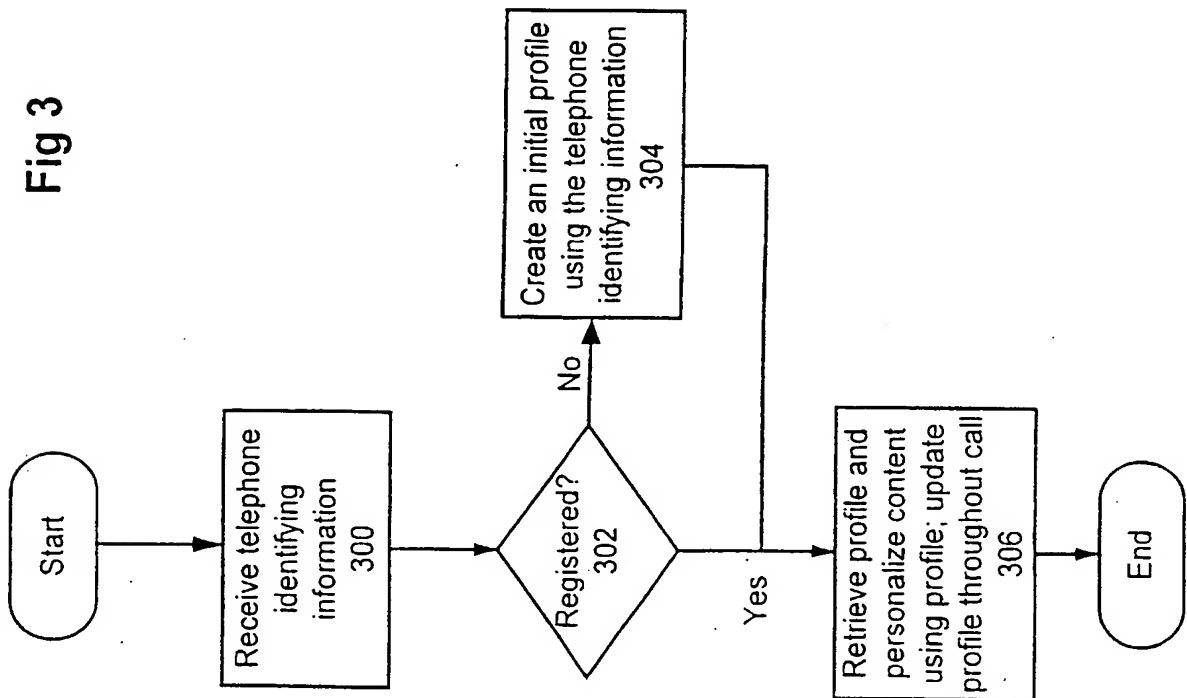 Fig 3
Start
Receive telephone
identifying
information
300
Registered?
302
No
Create an initial profile
using the telephone
identifying information
304
Yes
Retrieve profile and
personalize content
using profile; update
profile throughout call
306
End